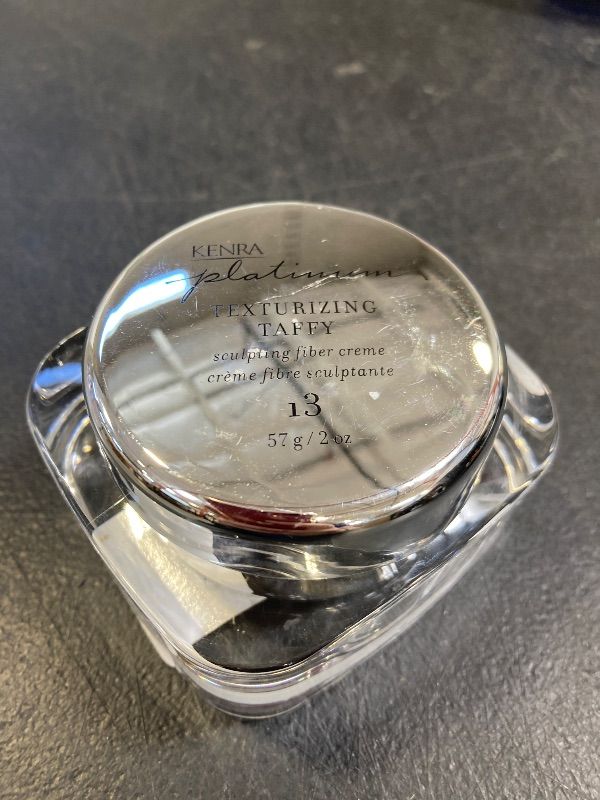 KENRA
platinum
TEXTURIZING
TAFFY
sculpting fiber creme
crème fibre sculptante
13
57 g / 2 oz